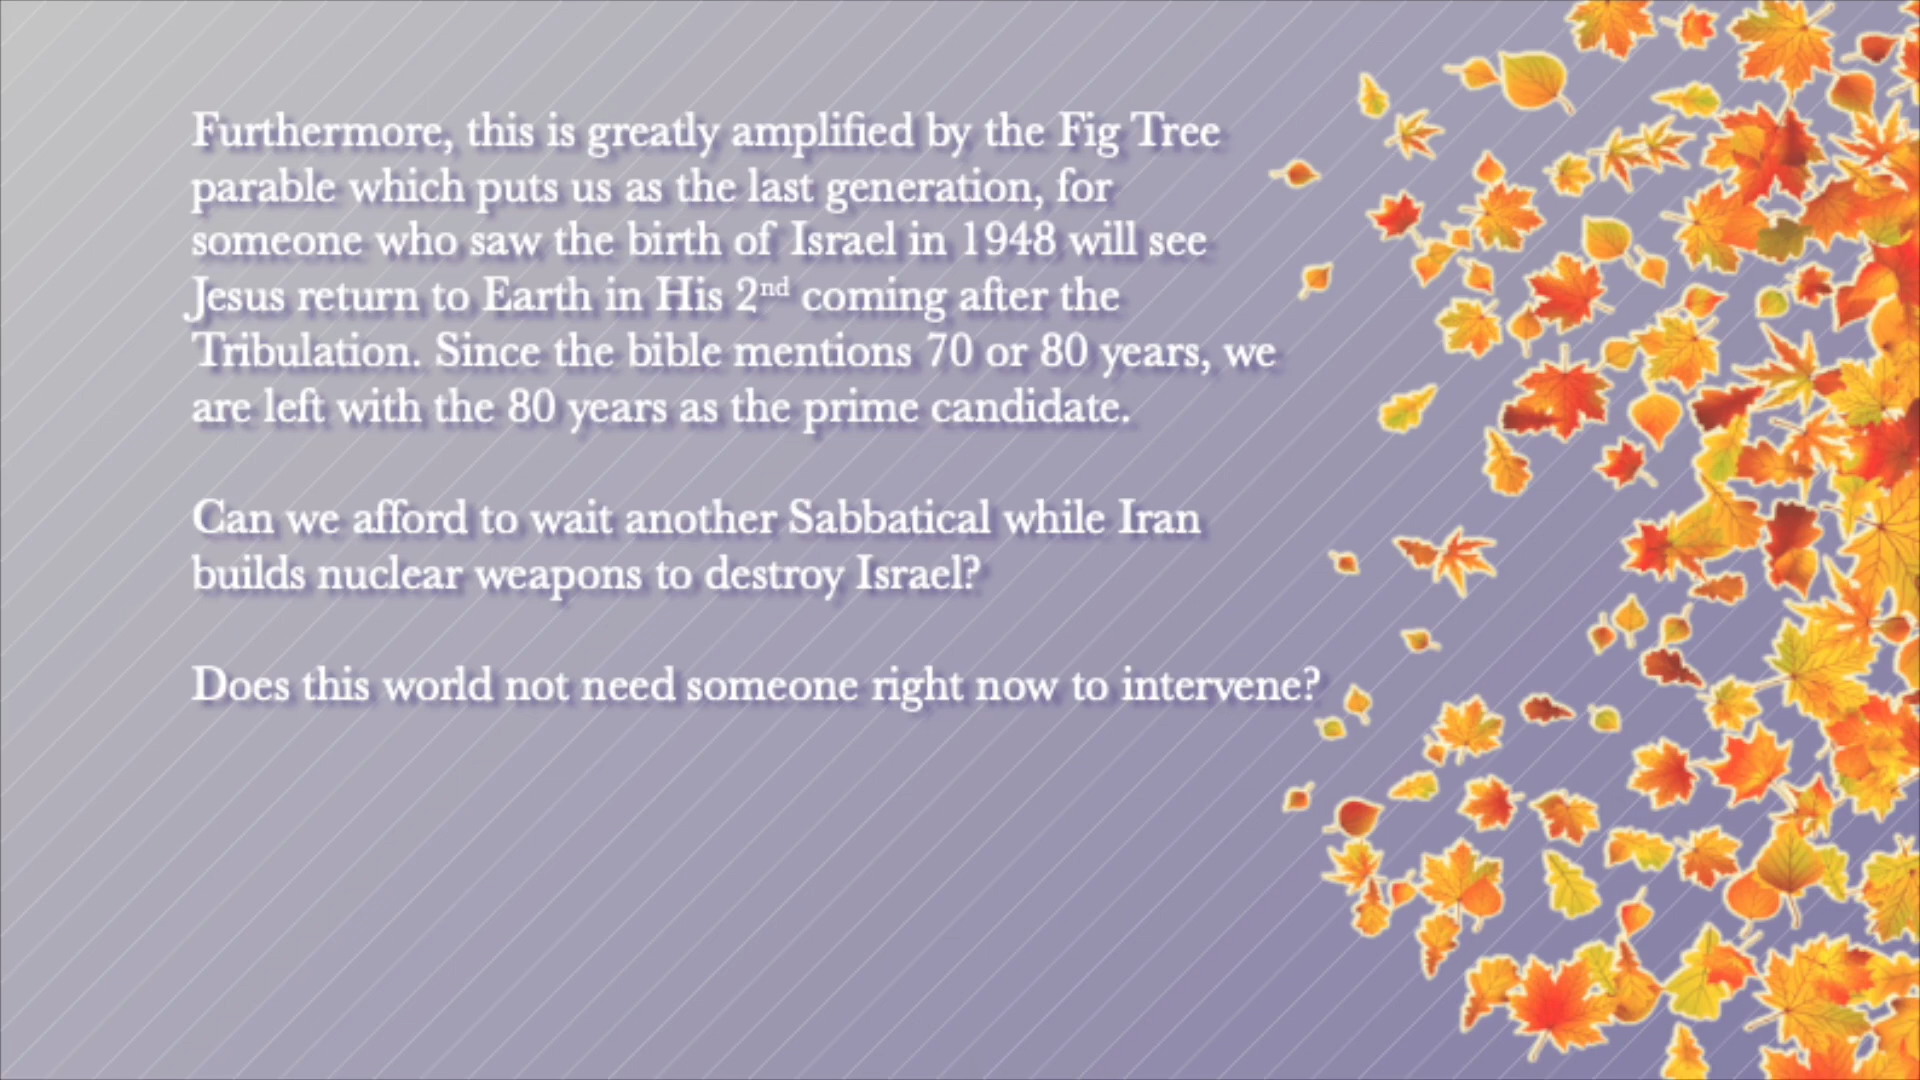 Furthermore, this is greatly amplified by the Fig Tree
parable which puts us as the last generation, for
someone who saw the birth of Israel in 1948 will see
Jesus return to Earth in His 2nd coming after the
Tribulation. Since the bible mentions 70 or 80 years, we
are left with the 80 years as the prime candidate.
Can we afford to wait another Sabbatical while Iran
builds nuclear weapons to destroy Israel?
Does this world not need someone right now to intervene?